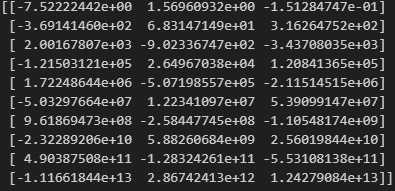 [[-7.52222442e+00 1.56960932e+00 -1.51284747e-01]
[-3.69141460e+02 6.83147149e+01 3.16264752e+02]
[ 2.00167807e+03 -9.02336747e+02 -3.43708035e+03]
[-1.21503121e+05 2.64967038e+04 1.20841365e+05]
[ 1.72248644e+06 -5.07198555e+05 -2.11514515e+06]
[-5.03297664e+07 1.22341097e+07 5.39099147e+07]
[ 9.61869473e+08 -2.58447745e+08 -1.10548174e+09]
[-2.32289206e+10 5.88260684e+09 2.56019844e+10]
[ 4.90387508e+11 -1.28324261e+11 -5.53108138e+11]
[-1.11661844e+13 2.86742413e+12 1.24279084e+13]]